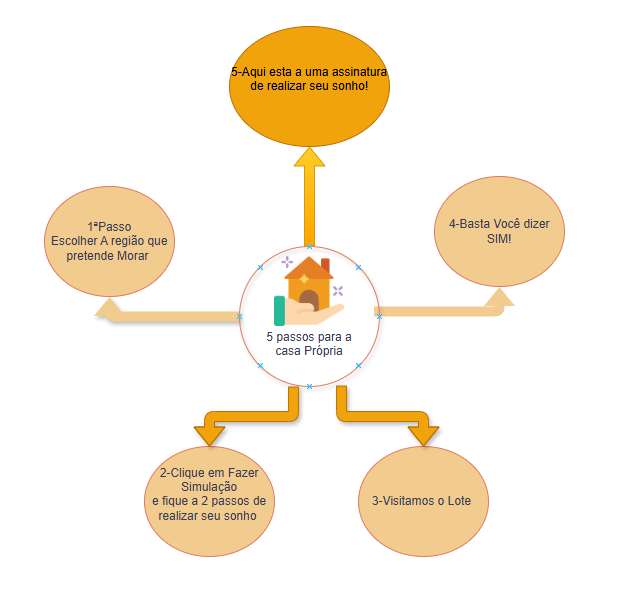 5-Aqui esta a uma assinatura
de realizar seu sonho!
1ªPasso
Escolher A região que
pretende Morar
4-Basta Você dizer
SIM!
5 passos para a
casa Própria
2-Clique em Fazer
Simulação
e fique a 2 passos de
realizar seu sonho
3-Visitamos o Lote